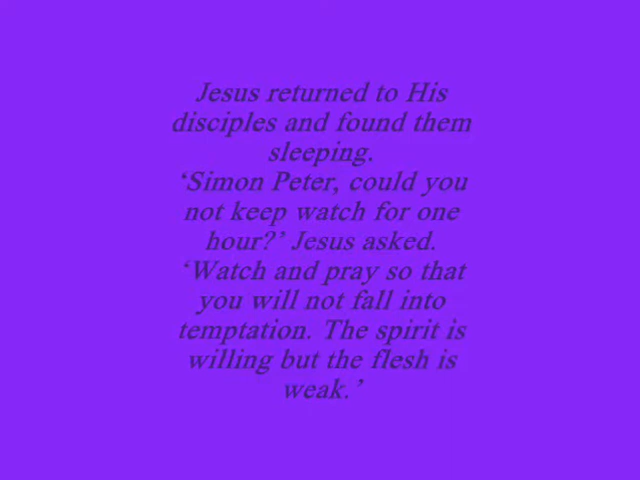 Jesus returned to His
disciples and found them
sleeping.
‘Simon Peter, could you
not keep watch for one
hour?’ Jesus asked.
‘Watch and pray so that
you will not fall into
temptation. The spirit is
willing but the flesh is
weak.’